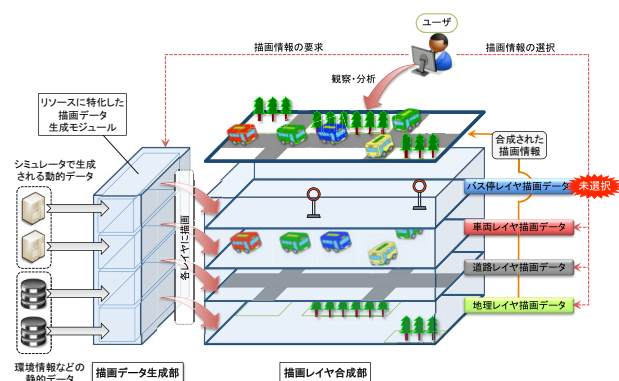 ユーザ
描画情報の要求
描画情報の選択
観察・分析
リソースに特化した
描画データ
生成モジュール
合成された
描画情報
シミュレータで生成
される動的データ
各レイヤに描画
バス停レイヤ描画データ
未選択
車両レイヤ描画データ
道路レイヤ描画データ
地理レイヤ描画データ
環境情報などの
静的データ
描画データ生成部
描画レイヤ合成部